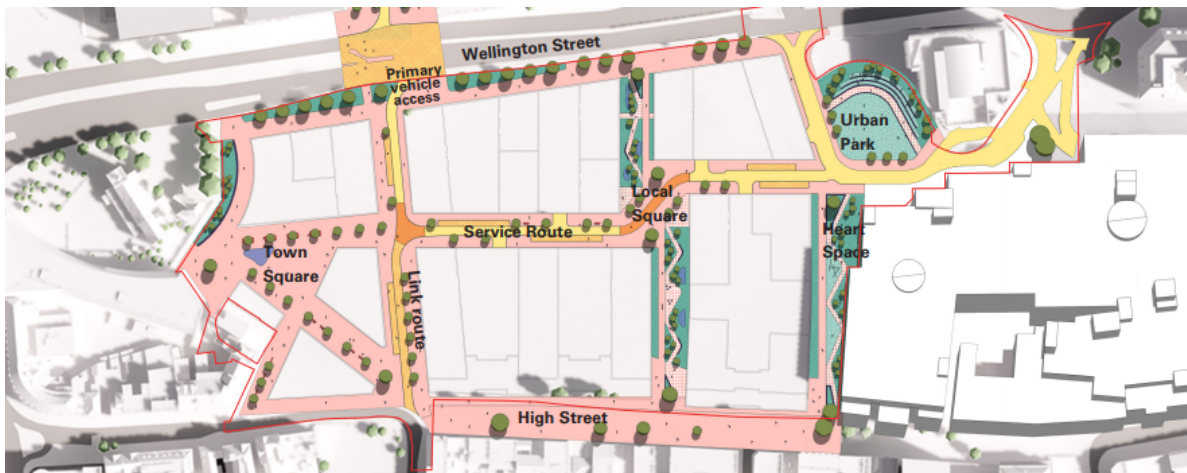 Wellington Street
Primary
vehicle
access
Urban
Park
Local
Square
Service Route
Heart
Space
Town
Square
Link route
High Street